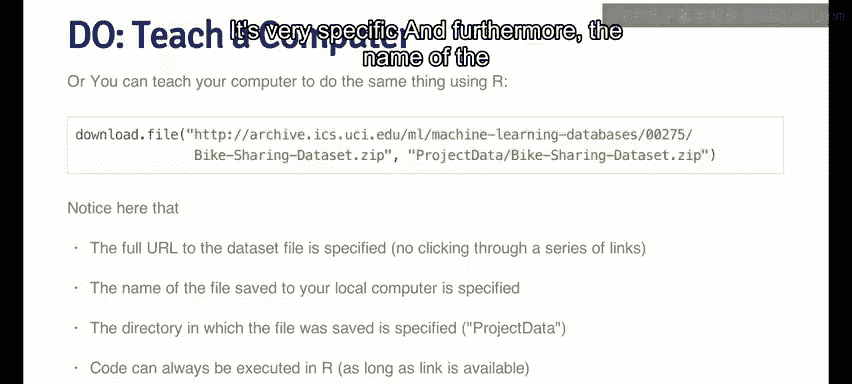 DO: Teach a Computer
It's very specific And furthermore, the
name of the
Or You can teach your computer to do the same thing using R:
download.file("http://archive.ics.uci.edu/ml/machine-learning-databases/00275/
Bike-Sharing-Dataset.zip", "ProjectData/Bike-Sharing-Dataset.zip")
Notice here that
· The full URL to the dataset file is specified (no clicking through a series of links)
· The name of the file saved to your local computer is specified
· The directory in which the file was saved is specified ("ProjectData")
· Code can always be executed in R (as long as link is available)